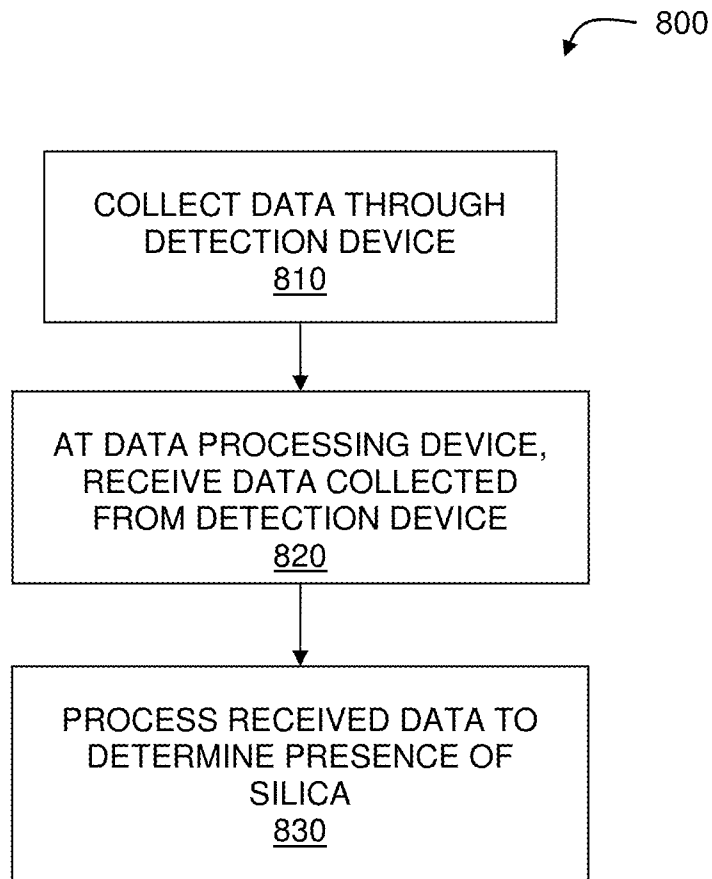 800
COLLECT DATA THROUGH
DETECTION DEVICE
810
AT DATA PROCESSING DEVICE,
RECEIVE DATA COLLECTED
FROM DETECTION DEVICE
820
PROCESS RECEIVED DATA TO
DETERMINE PRESENCE OF
SILICA
830